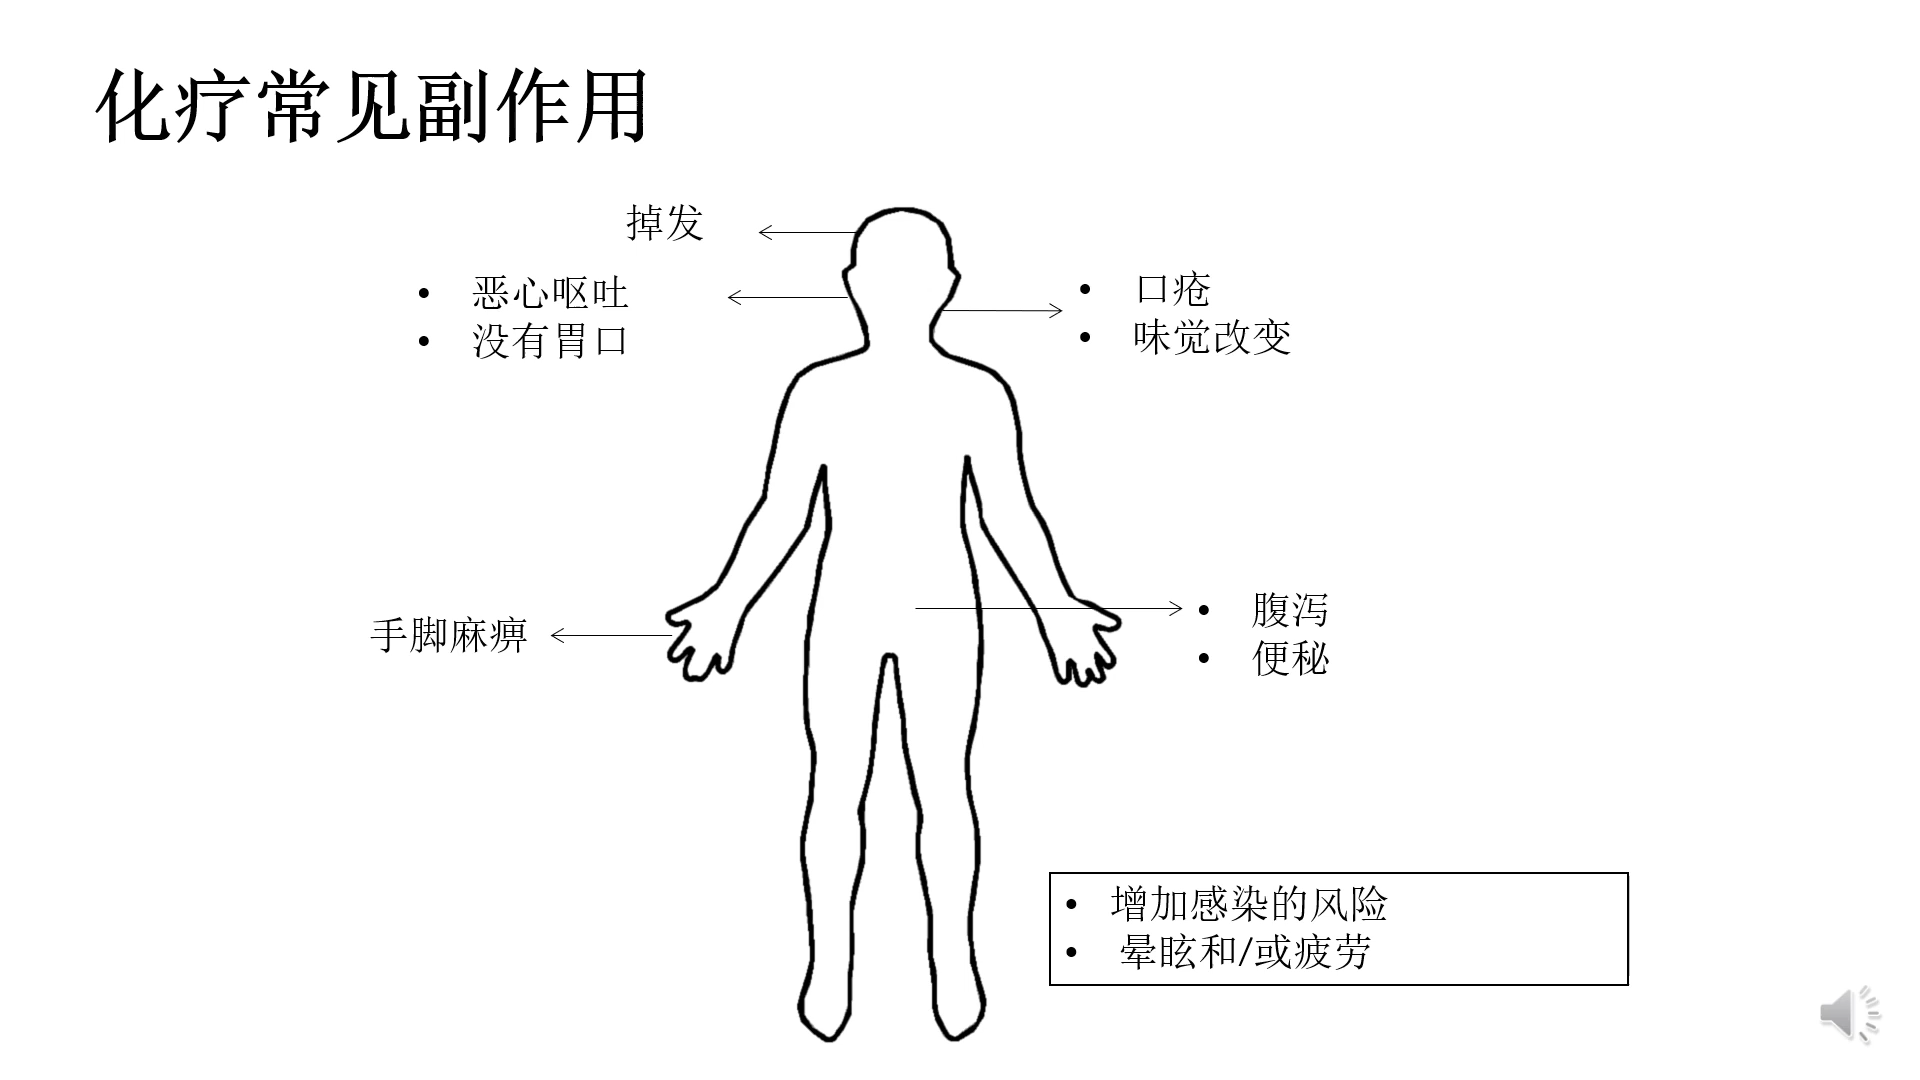 化疗常见副作用
掉发
• 恶心呕吐
• 没有胃口
• 口疮
• 味觉改变
手脚麻痹
• 腹泻
• 便秘
• 增加感染的风险
• 晕眩和/或疲劳